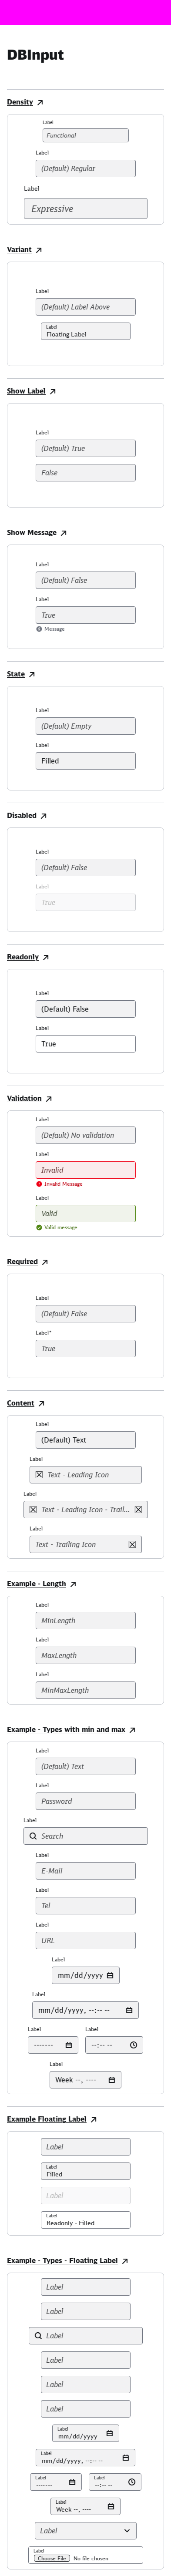 DBInput
Density
Label
Functional
Label
(Default) Regular
Label
Expressive
Variant
Label
(Default) Label Above
Label
Floating Label
Show Label
Label
(Default) True
False
Show Message
Label
(Default) False
Label
True
Message
State
Label
(Default) Empty
Label
Filled
Disabled
Label
(Default) False
Label
True
Readonly
Label
(Default) False
Label
True
Validation
Label
(Default) No validation
Label
Invalid
Invalid Message
Label
Valid
Valid message
Required
Label
(Default) False
Label*
True
Content
Label
(Default) Text
Label
Text - Leading Icon
Label
Text - Leading Icon - Trail...
Label
Text - Trailing Icon
Example - Length
Label
MinLength
Label
MaxLength
Label
MinMaxLength
Example - Types with min and max
Label
(Default) Text
Label
Password
Label
Search
Label
E-Mail
Label
Tel
Label
URL
Label
mm/dd/yyyy
Label
mm/dd/yyyy, --:-- --
Label Label
------- --:-- --
Label
Week --, ----
Example Floating Label
Label
Label
Filled
Label
Label
Readonly - Filled
Example - Types - Floating Label
Label
Label
Label
Label
Label
Label
Label
mm/dd/yyyy
Label
mm/dd/yyyy, --:-- --
Label Label
------- --:-- --
Label
Week --, ----
Label
Label
Choose File No file chosen